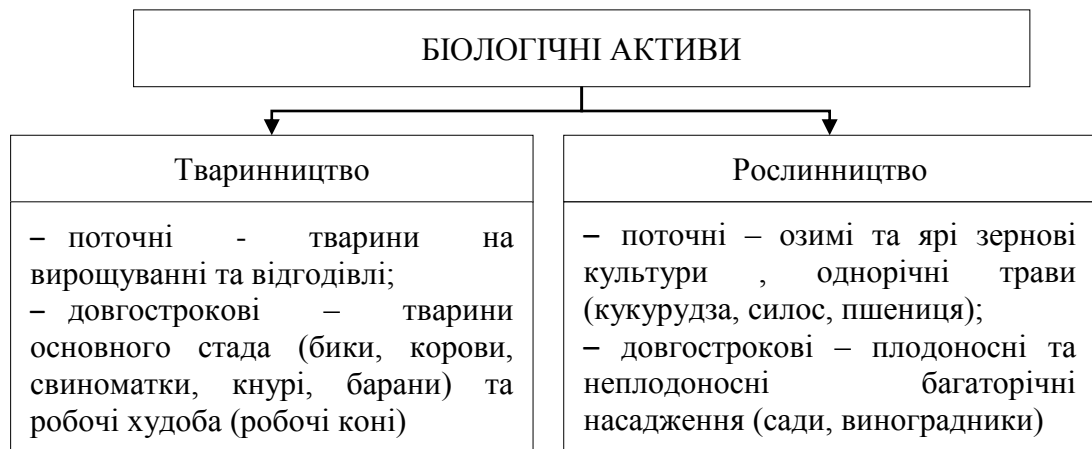 БІОЛОГІЧНІ АКТИВИ
Тваринництво
– поточні - тварини на
вирощуванні та відгодівлі;
– довгострокові – тварини
основного стада (бики, корови,
свиноматки, кнурі, барани) та
робочі худоба (робочі коні)
Рослинництво
– поточні – озимі та ярі зернові
культури , однорічні трави
(кукурудза, силос, пшениця);
– довгострокові – плодоносні та
неплодоносні багаторічні
насадження (сади, виноградники)